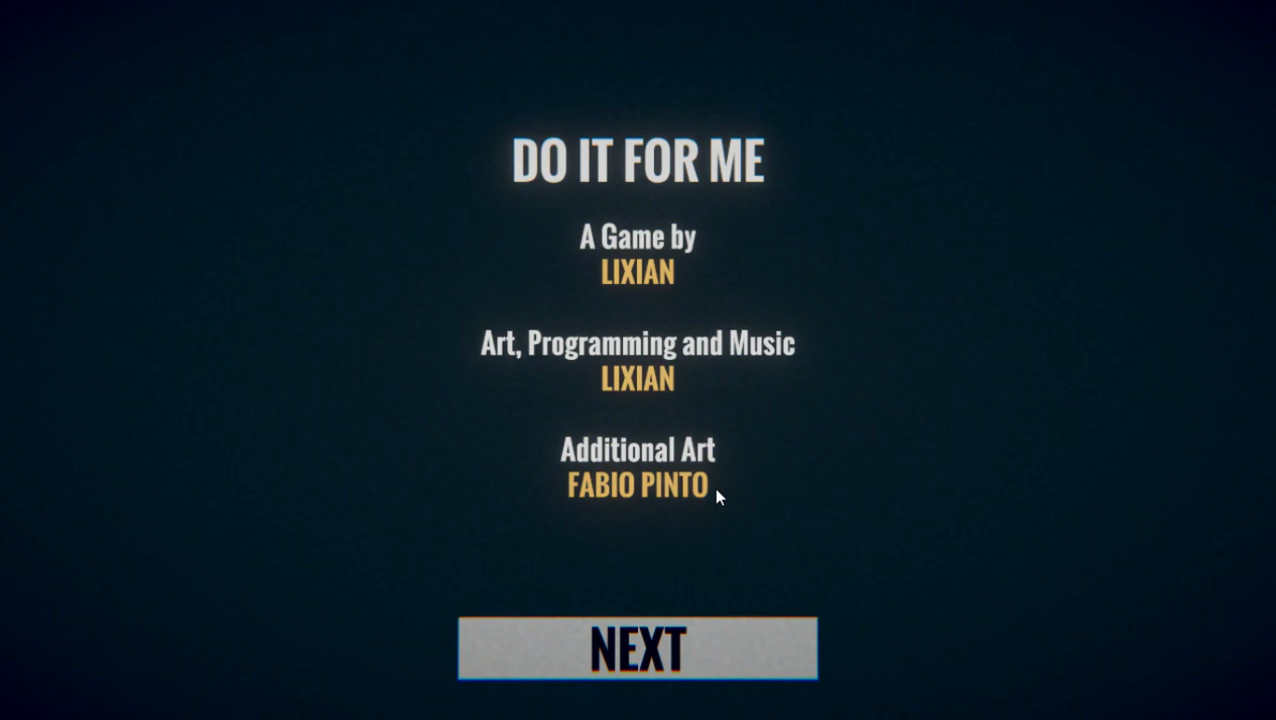 DO IT FOR ME
A Game by
LIXIAN
Art, Programming and Music
LIXIAN
Additional Art
FABIO PINTO
NEXT